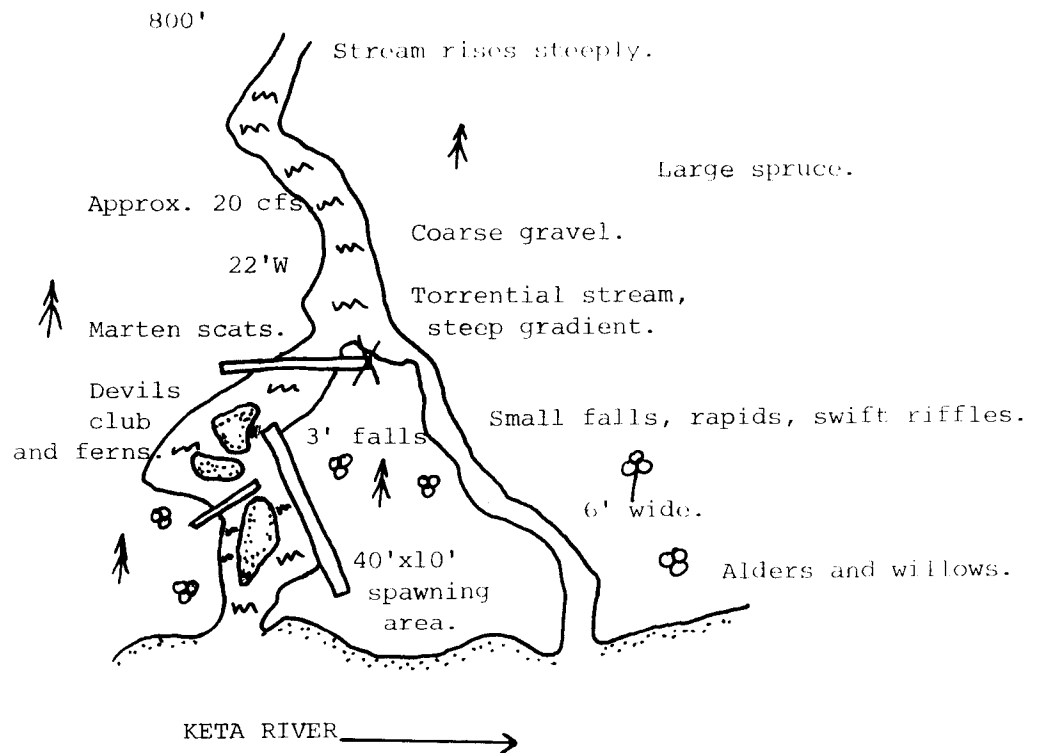 800'
Stream rises steeply.
Large spruce.
Approx. 20 cfs.
Coarse gravel.
22'W
Torrential stream,
steep gradient.
Marten scats.
Devils
club
and ferns.
Small falls, rapids, swift riffles.
3' falls
6' wide.
40'x10'
spawning
area.
Alders and willows.
KETA RIVER